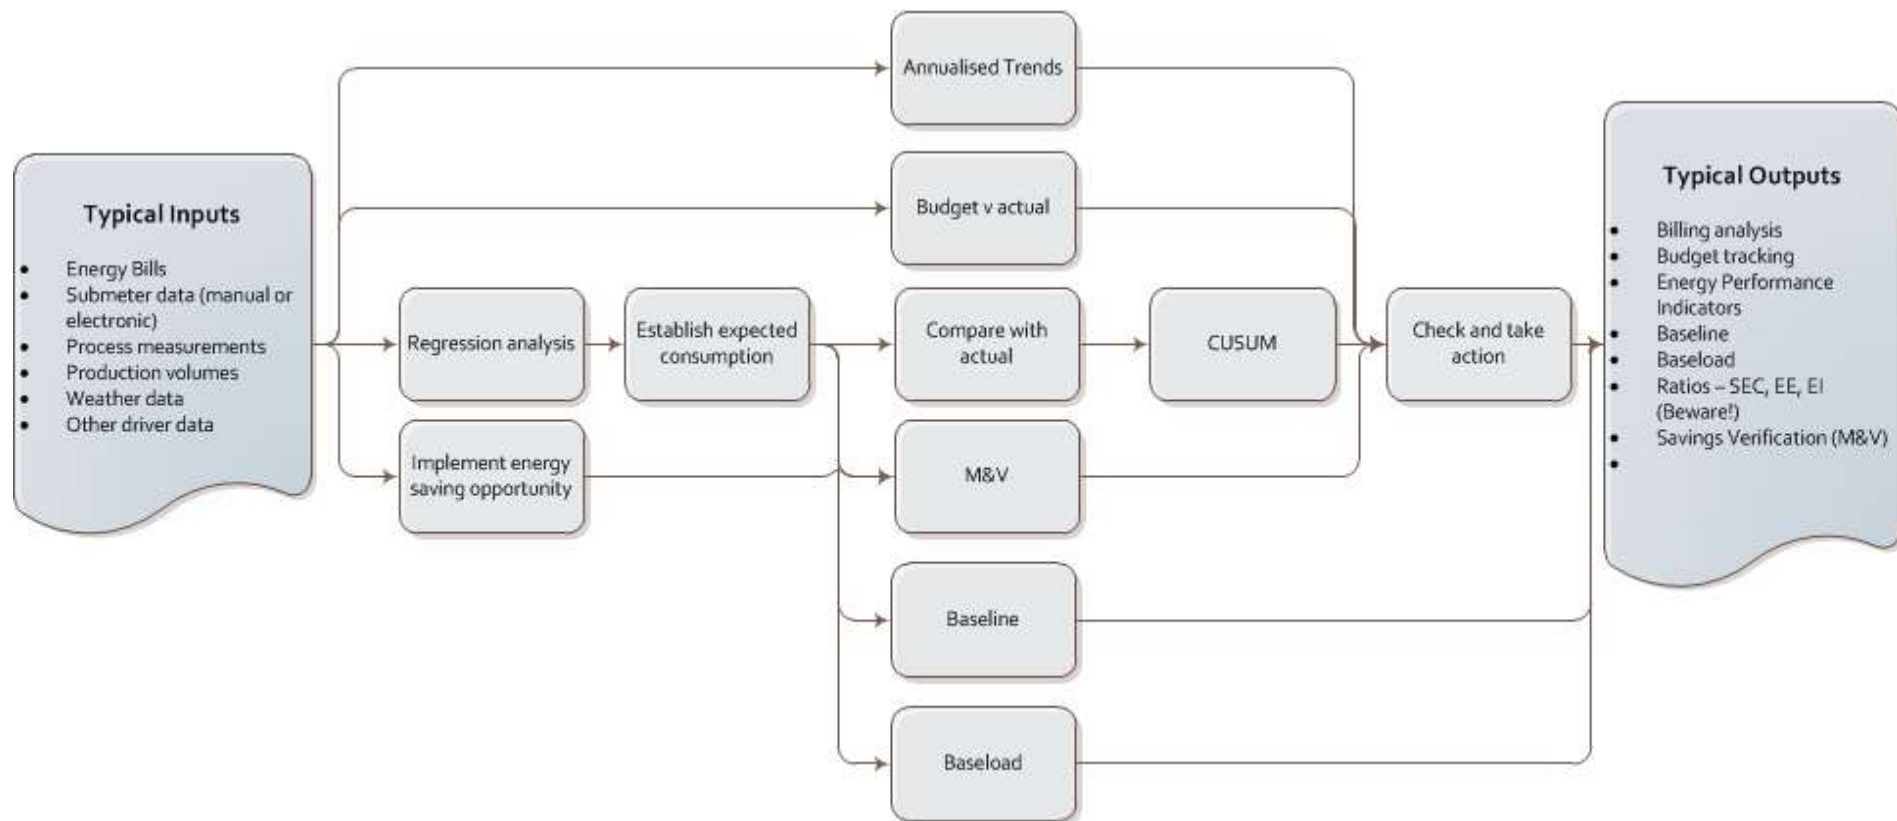 Typical Inputs
• Energy Bills
• Submeter data (manual or
electronic)
• Process measurements
• Production volumes
• Weather data
• Other driver data
Annualised Trends
Budget v actual
Regression analysis
Establish expected
consumption
Compare with
actual
CUSUM
Check and take
action
Implement energy
saving opportunity
M&V
Baseline
Baseload
Typical Outputs
• Billing analysis
• Budget tracking
• Energy Performance
Indicators
• Baseline
• Baseload
• Ratios – SEC, EE, EI
(Beware!)
• Savings Verification (M&V)
•